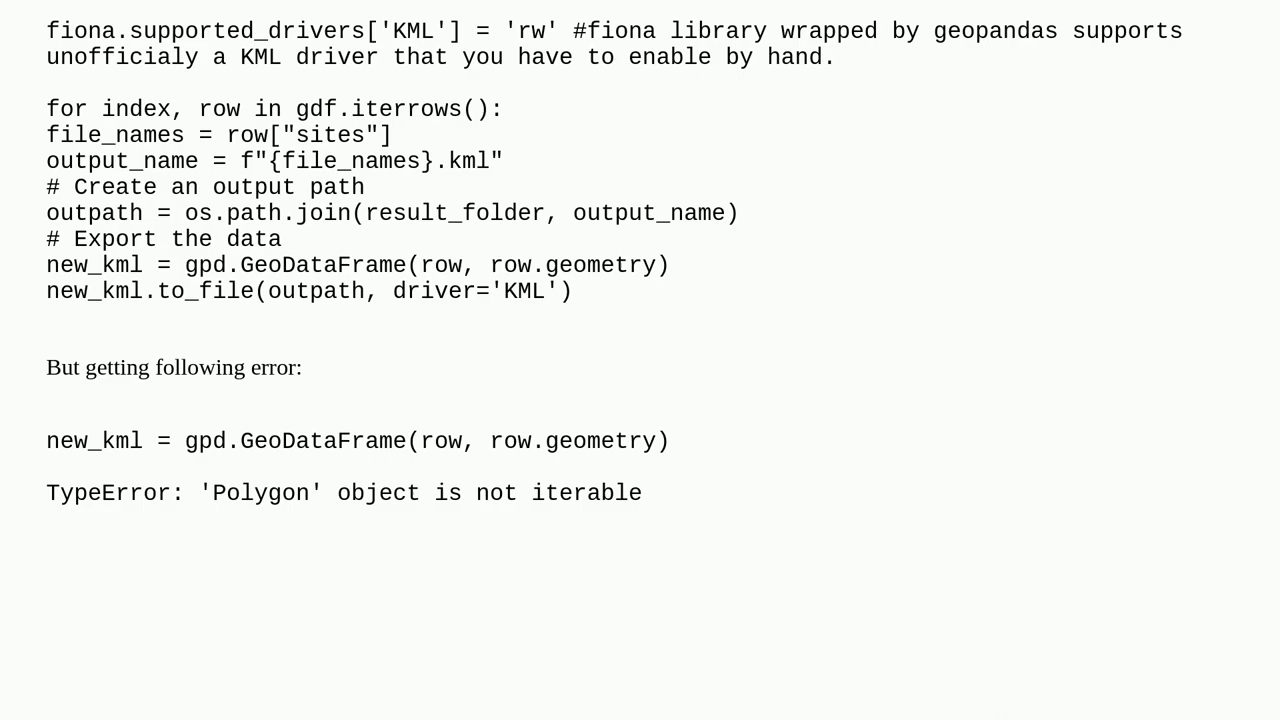 fiona.supported_drivers['KML'] = 'rw' #fiona library wrapped by geopandas supports
unofficialy a KML driver that you have to enable by hand.
for index, row in gdf.iterrows():
file_names = row["sites"]
output_name = f"{file_names}.kml"
# Create an output path
outpath = os.path.join(result_folder, output_name)
# Export the data
new_kml = gpd.GeoDataFrame(row, row.geometry)
new_kml.to_file(outpath, driver='KML')
But getting following error:
new_kml = gpd.GeoDataFrame(row, row.geometry)
TypeError: 'Polygon' object is not iterable